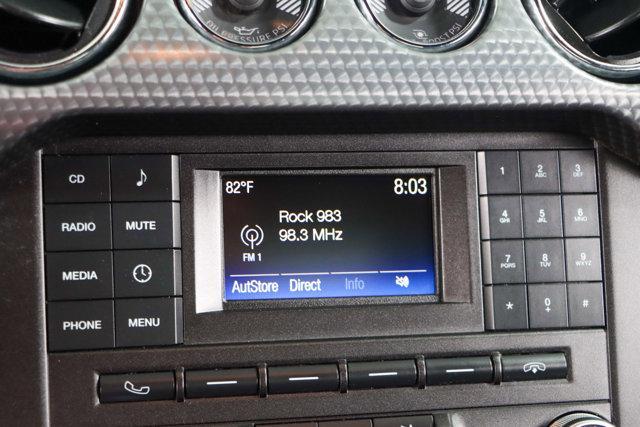 OIL PRESSURE PSI
PSI
CD
RADIO MUTE
MEDIA
PHONE MENU
82°F 8:03
Rock 983
98.3 MHz
FM 1
AutStore Direct Info
1 2 ABC 3 DEF
4 GHI 5 JKL 6 MNO
7 PQRS 8 TUV 9 WXYZ
* 0 + #